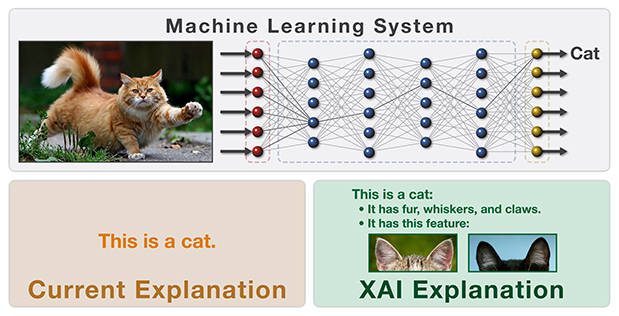 Machine Learning System
Cat
This is a cat.
Current Explanation
This is a cat:
• It has fur, whiskers, and claws.
• It has this feature:
XAI Explanation